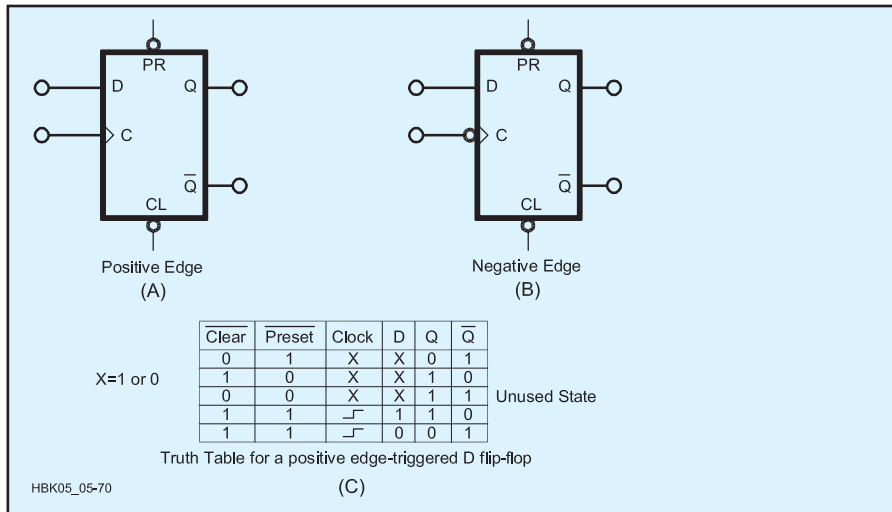 PR
D Q
C
Q̅
CL
Positive Edge
(A)
PR
D Q
C
Q̅
CL
Negative Edge
(B)
C̅l̅e̅a̅r̅ P̅r̅e̅s̅e̅t̅ Clock D Q Q̅
0 1 X X 0 1
1 0 X X 1 0
0 0 X X 1 1 Unused State
1 1 1 1 0
1 1 0 0 1
X=1 or 0
Truth Table for a positive edge-triggered D flip-flop
(C)
HBK05_05-70